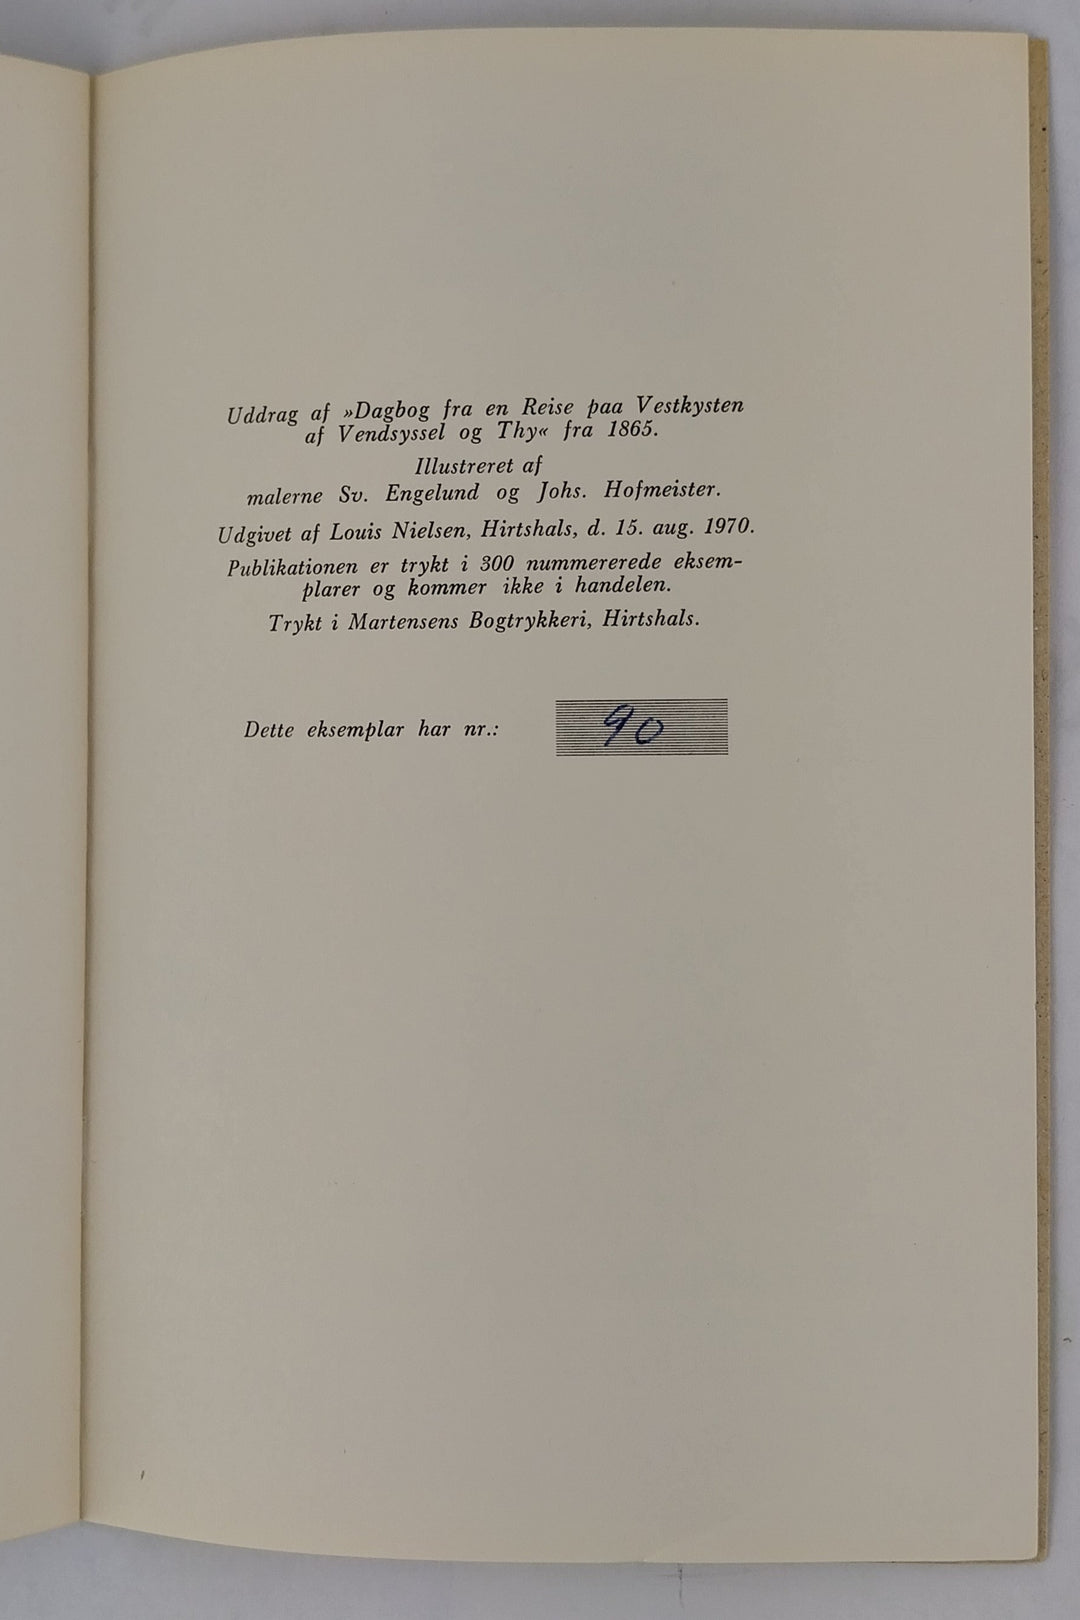 Uddrag af »Dagbog fra en Reise paa Vestkysten
af Vendsyssel og Thy« fra 1865.
Illustreret af
malerne Sv. Engelund og Johs. Hofmeister.
Udgivet af Louis Nielsen, Hirtshals, d. 15. aug. 1970.
Publikationen er trykt i 300 nummererede eksem-
plarer og kommer ikke i handelen.
Trykt i Martensens Bogtrykkeri, Hirtshals.
Dette eksemplar har nr.: 90